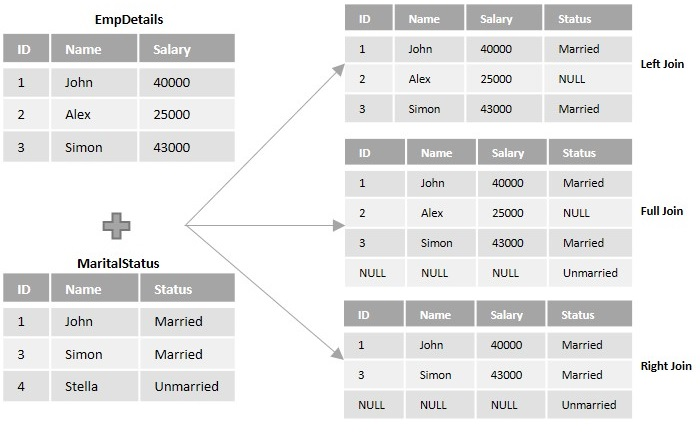 EmpDetails
ID Name Salary
1 John 40000
2 Alex 25000
3 Simon 43000
MaritalStatus
ID Name Status
1 John Married
3 Simon Married
4 Stella Unmarried
ID Name Salary Status
1 John 40000 Married
2 Alex 25000 NULL
3 Simon 43000 Married
Left Join
ID Name Salary Status
1 John 40000 Married
2 Alex 25000 NULL
3 Simon 43000 Married
NULL NULL NULL Unmarried
Full Join
ID Name Salary Status
1 John 40000 Married
3 Simon 43000 Married
NULL NULL NULL Unmarried
Right Join